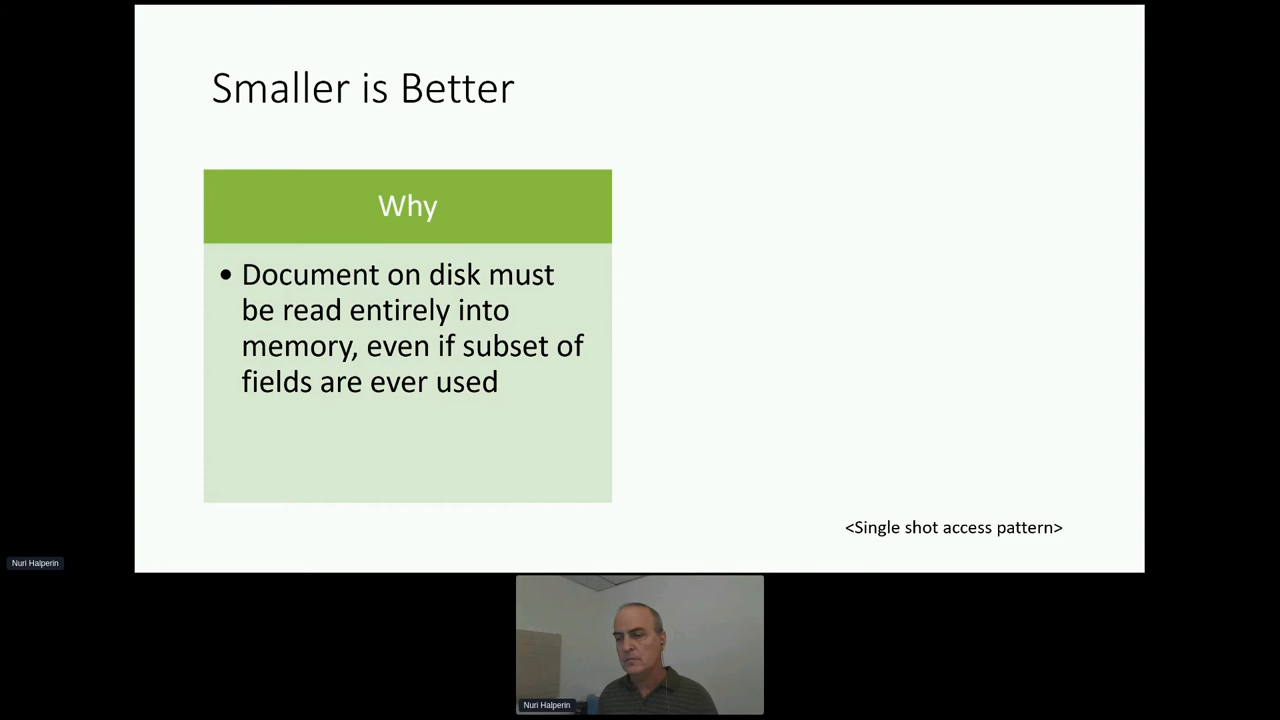 Smaller is Better
Why
• Document on disk must
be read entirely into
memory, even if subset of
fields are ever used
<Single shot access pattern>
Nuri Halperin
Nuri Halperin